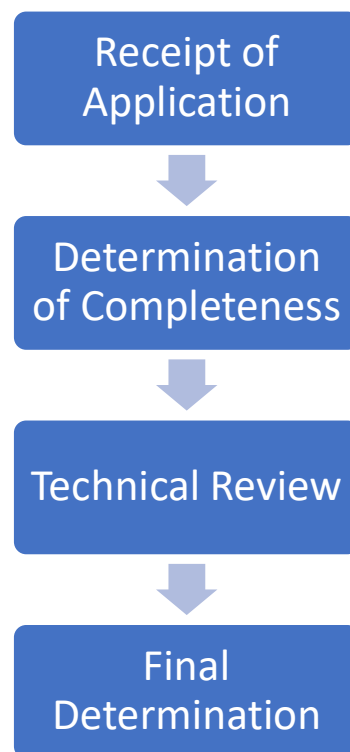 Receipt of
Application
Determination
of Completeness
Technical Review
Final
Determination